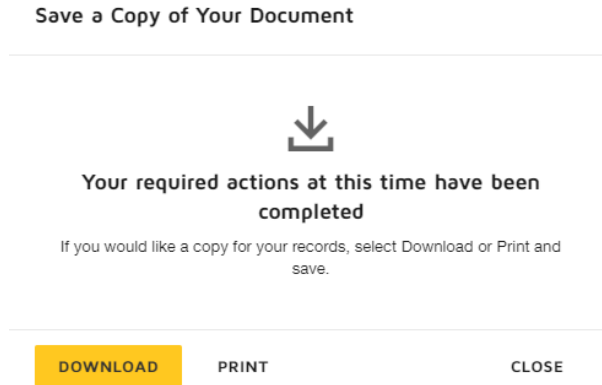 Save a Copy of Your Document
Your required actions at this time have been
completed
If you would like a copy for your records, select Download or Print and
save.
DOWNLOAD PRINT CLOSE